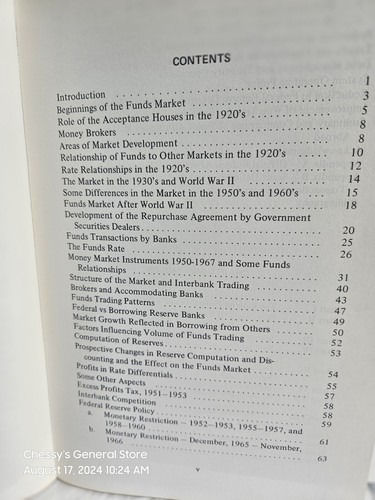 CONTENTS
Introduction . . . . . . . . . . 1
Beginnings of the Funds Market . . . . . . . . . . 3
Role of the Acceptance Houses in the 1920's . . . . . . . . . . 5
Money Brokers . . . . . . . . . . 8
Areas of Market Development . . . . . . . . . . 8
Relationship of Funds to Other Markets in the 1920's . . . . . 10
Rate Relationships in the 1920's . . . . . . . . . . 12
The Market in the 1930's and World War II . . . . . . . . . . 14
Some Differences in the Market in the 1950's and 1960's . . . . 15
Funds Market After World War II . . . . . . . . . . 18
Development of the Repurchase Agreement by Government
Securities Dealers . . . . . . . . . . 20
Funds Transactions by Banks . . . . . . . . . . 25
The Funds Rate . . . . . . . . . . 26
Money Market Instruments 1950-1967 and Some Funds
Relationships . . . . . . . . . . 31
Structure of the Market and Interbank Trading . . . . . . . . . . 40
Brokers and Accommodating Banks . . . . . . . . . . 43
Funds Trading Patterns . . . . . . . . . . 47
Federal vs Borrowing Reserve Banks . . . . . . . . . . 49
Market Growth Reflected in Borrowing from Others . . . . . . . . . . 50
Factors Influencing Volume of Funds Trading . . . . . . . . . . 52
Computation of Reserves . . . . . . . . . . 53
Prospective Changes in Reserve Computation and Dis-
counting and the Effect on the Funds Market . . . . . . . . . . 54
Profits in Rate Differentials . . . . . . . . . . 55
Some Other Aspects . . . . . . . . . . 57
Excess Profits Tax, 1951-1953 . . . . . . . . . . 58
Interbank Competition . . . . . . . . . . 58
Federal Reserve Policy . . . . . . . . . . 59
a. Monetary Restriction - 1952-1953, 1955-1957, and
1958-1960 . . . . . . . . . . 61
b. Monetary Restriction - December, 1965 - November,
1966 . . . . . . . . . . 63
v
Chessy's General Store
August 17, 2024 10:24 AM